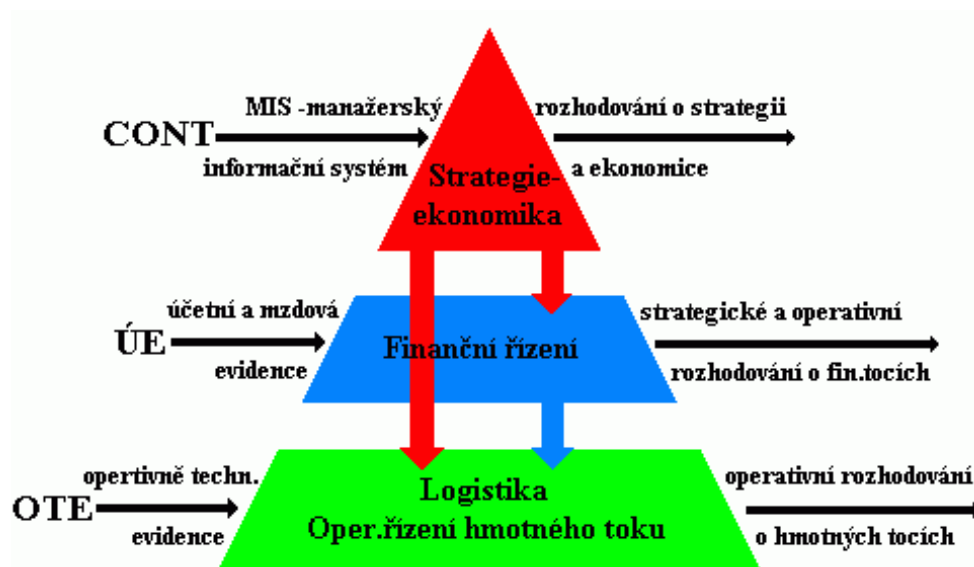 MIS -manažerský
rozhodování o strategii
CONT
informační systém
a ekonomice
Strategie-
ekonomika
účetní a mzdová
strategické a operativní
ÚE
Finanční řízení
evidence
rozhodování o fin.tocích
opertivně techn.
operativní rozhodování
Logistika
OTE
Oper.řízení hmotného toku
evidence
o hmotných tocích